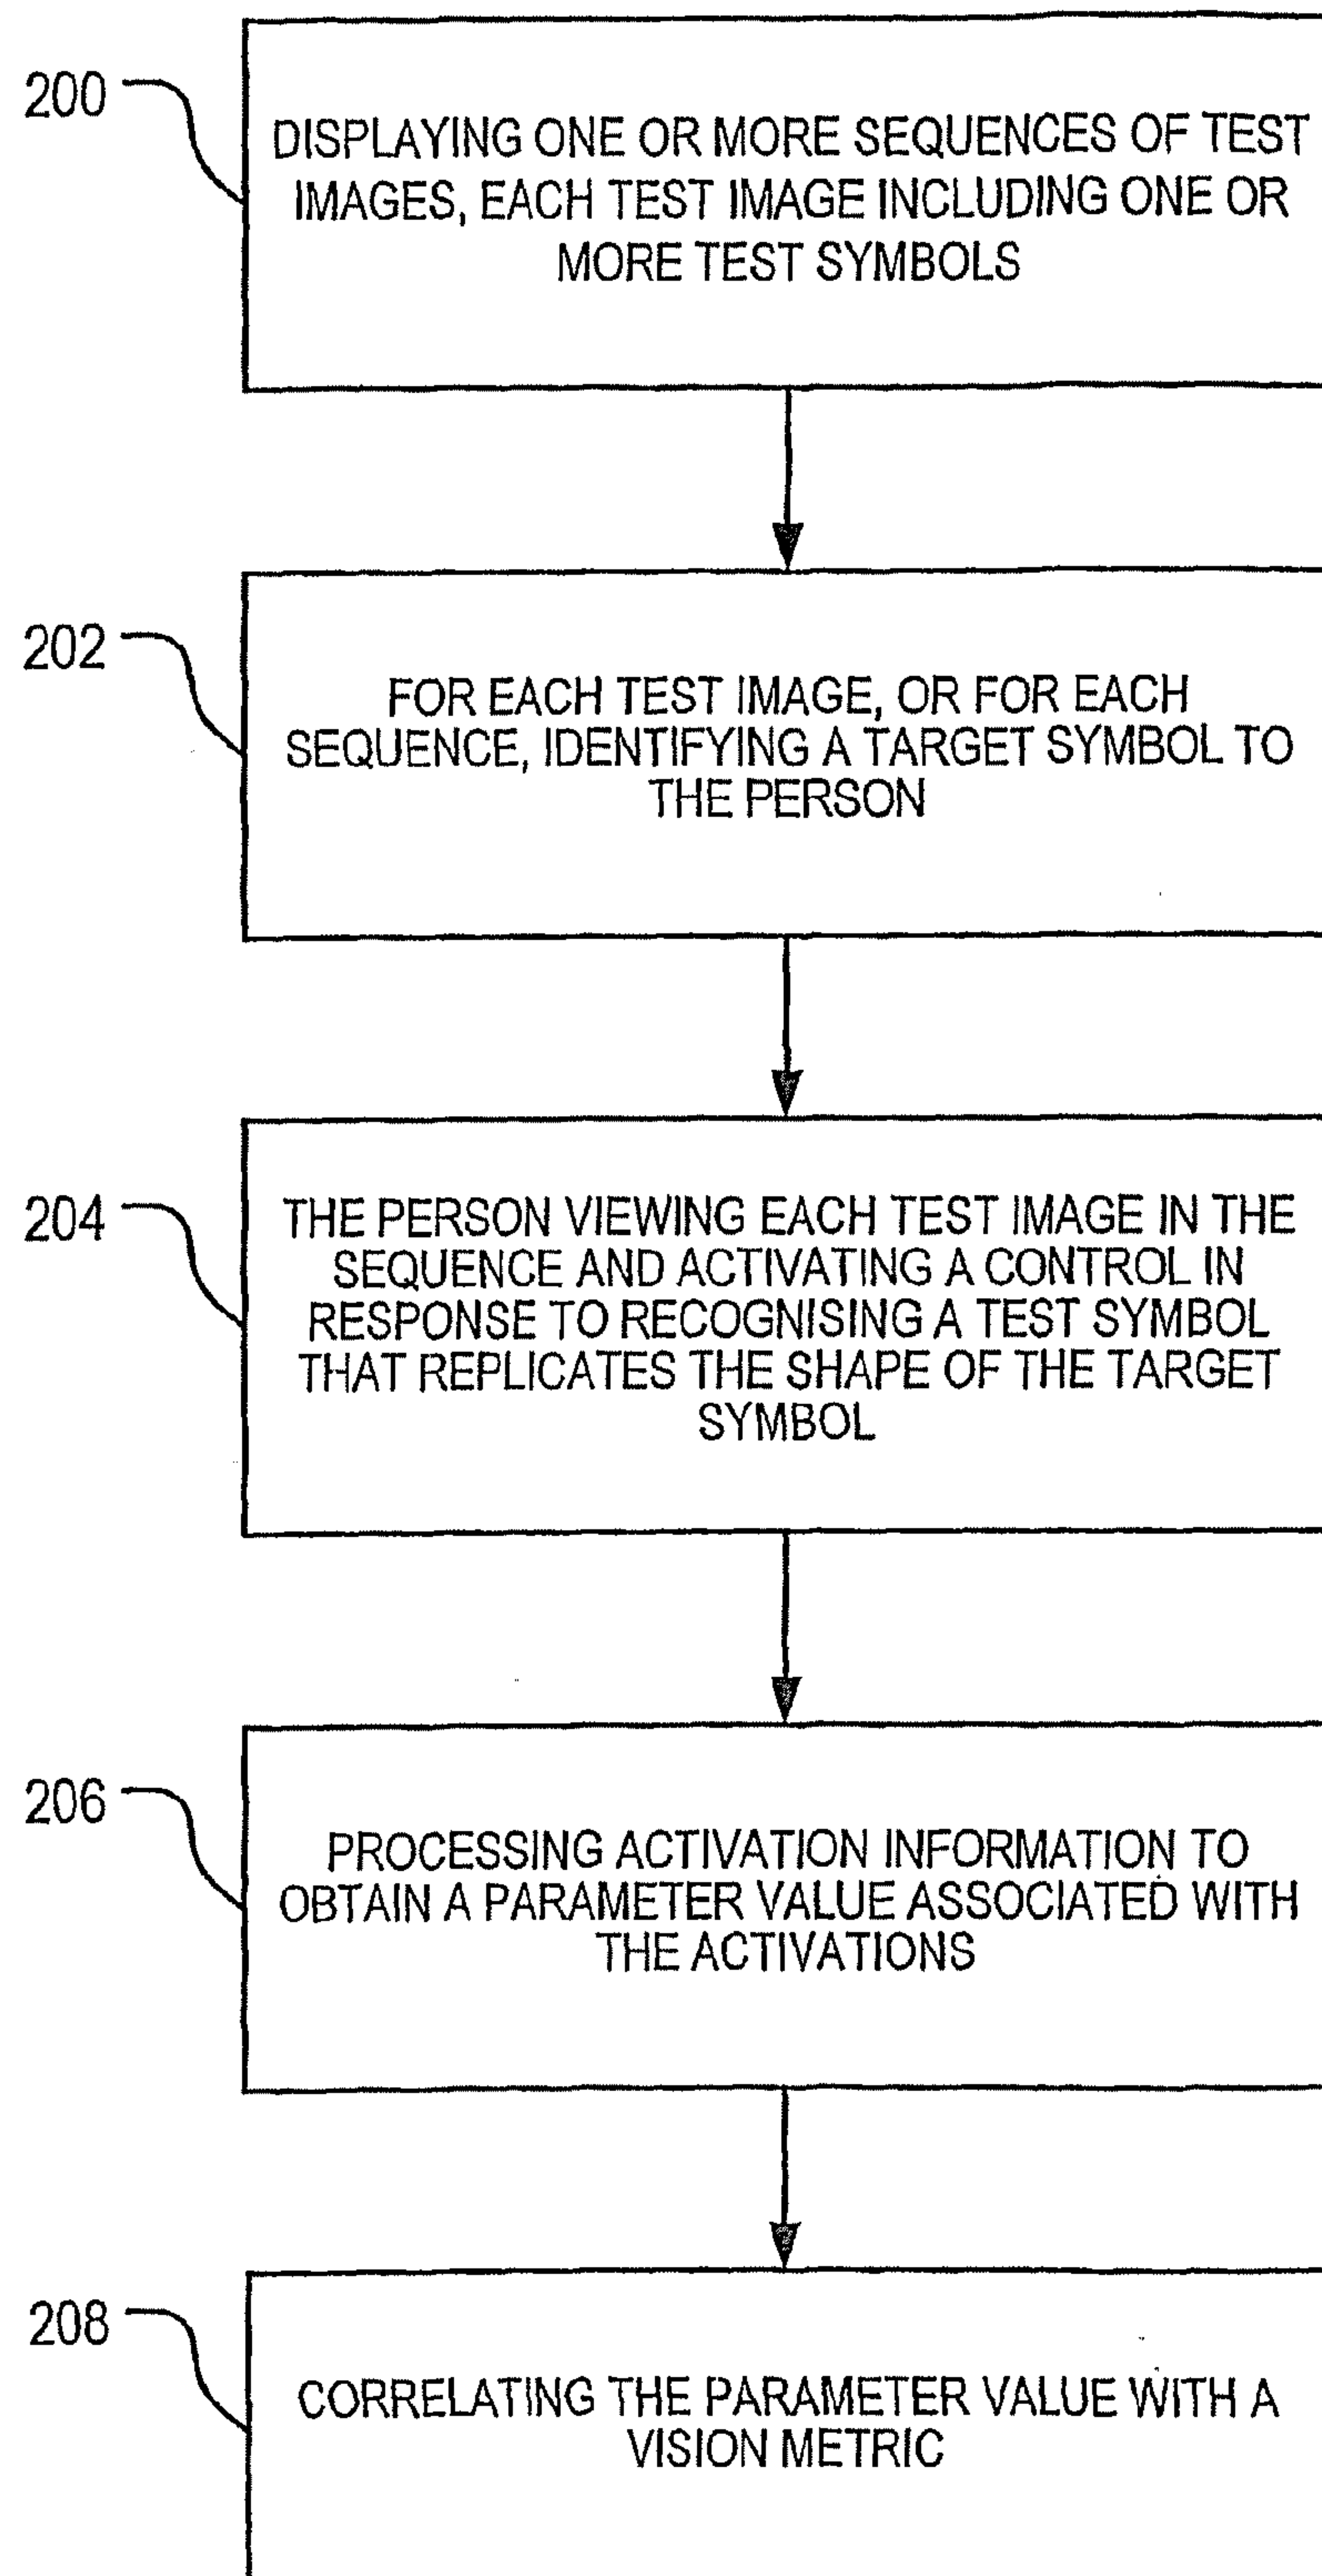 200
DISPLAYING ONE OR MORE SEQUENCES OF TEST
IMAGES, EACH TEST IMAGE INCLUDING ONE OR
MORE TEST SYMBOLS
202
FOR EACH TEST IMAGE, OR FOR EACH
SEQUENCE, IDENTIFYING A TARGET SYMBOL TO
THE PERSON
204
THE PERSON VIEWING EACH TEST IMAGE IN THE
SEQUENCE AND ACTIVATING A CONTROL IN
RESPONSE TO RECOGNISING A TEST SYMBOL
THAT REPLICATES THE SHAPE OF THE TARGET
SYMBOL
206
PROCESSING ACTIVATION INFORMATION TO
OBTAIN A PARAMETER VALUE ASSOCIATED WITH
THE ACTIVATIONS
208
CORRELATING THE PARAMETER VALUE WITH A
VISION METRIC